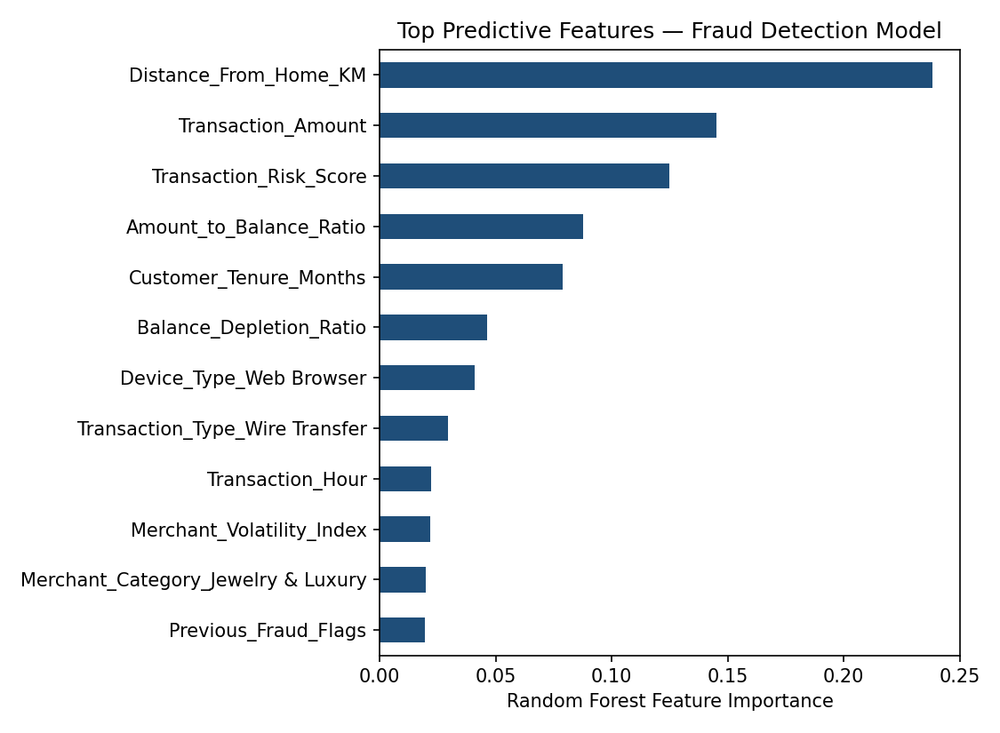 Top Predictive Features — Fraud Detection Model
Distance_From_Home_KM
Transaction_Amount
Transaction_Risk_Score
Amount_to_Balance_Ratio
Customer_Tenure_Months
Balance_Depletion_Ratio
Device_Type_Web Browser
Transaction_Type_Wire Transfer
Transaction_Hour
Merchant_Volatility_Index
Merchant_Category_Jewelry & Luxury
Previous_Fraud_Flags
0.00 0.05 0.10 0.15 0.20 0.25
Random Forest Feature Importance